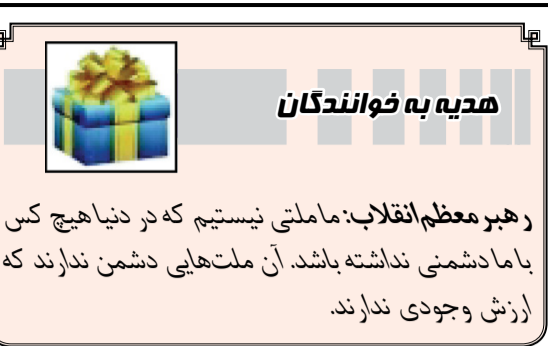 هدیه به خوانندگان
رهبر معظم انقلاب: ما ملتی نیستیم که در دنیا هیچ کس
با ما دشمنی نداشته باشد. آن ملت‌هایی دشمن ندارند که
ارزش وجودی ندارند.